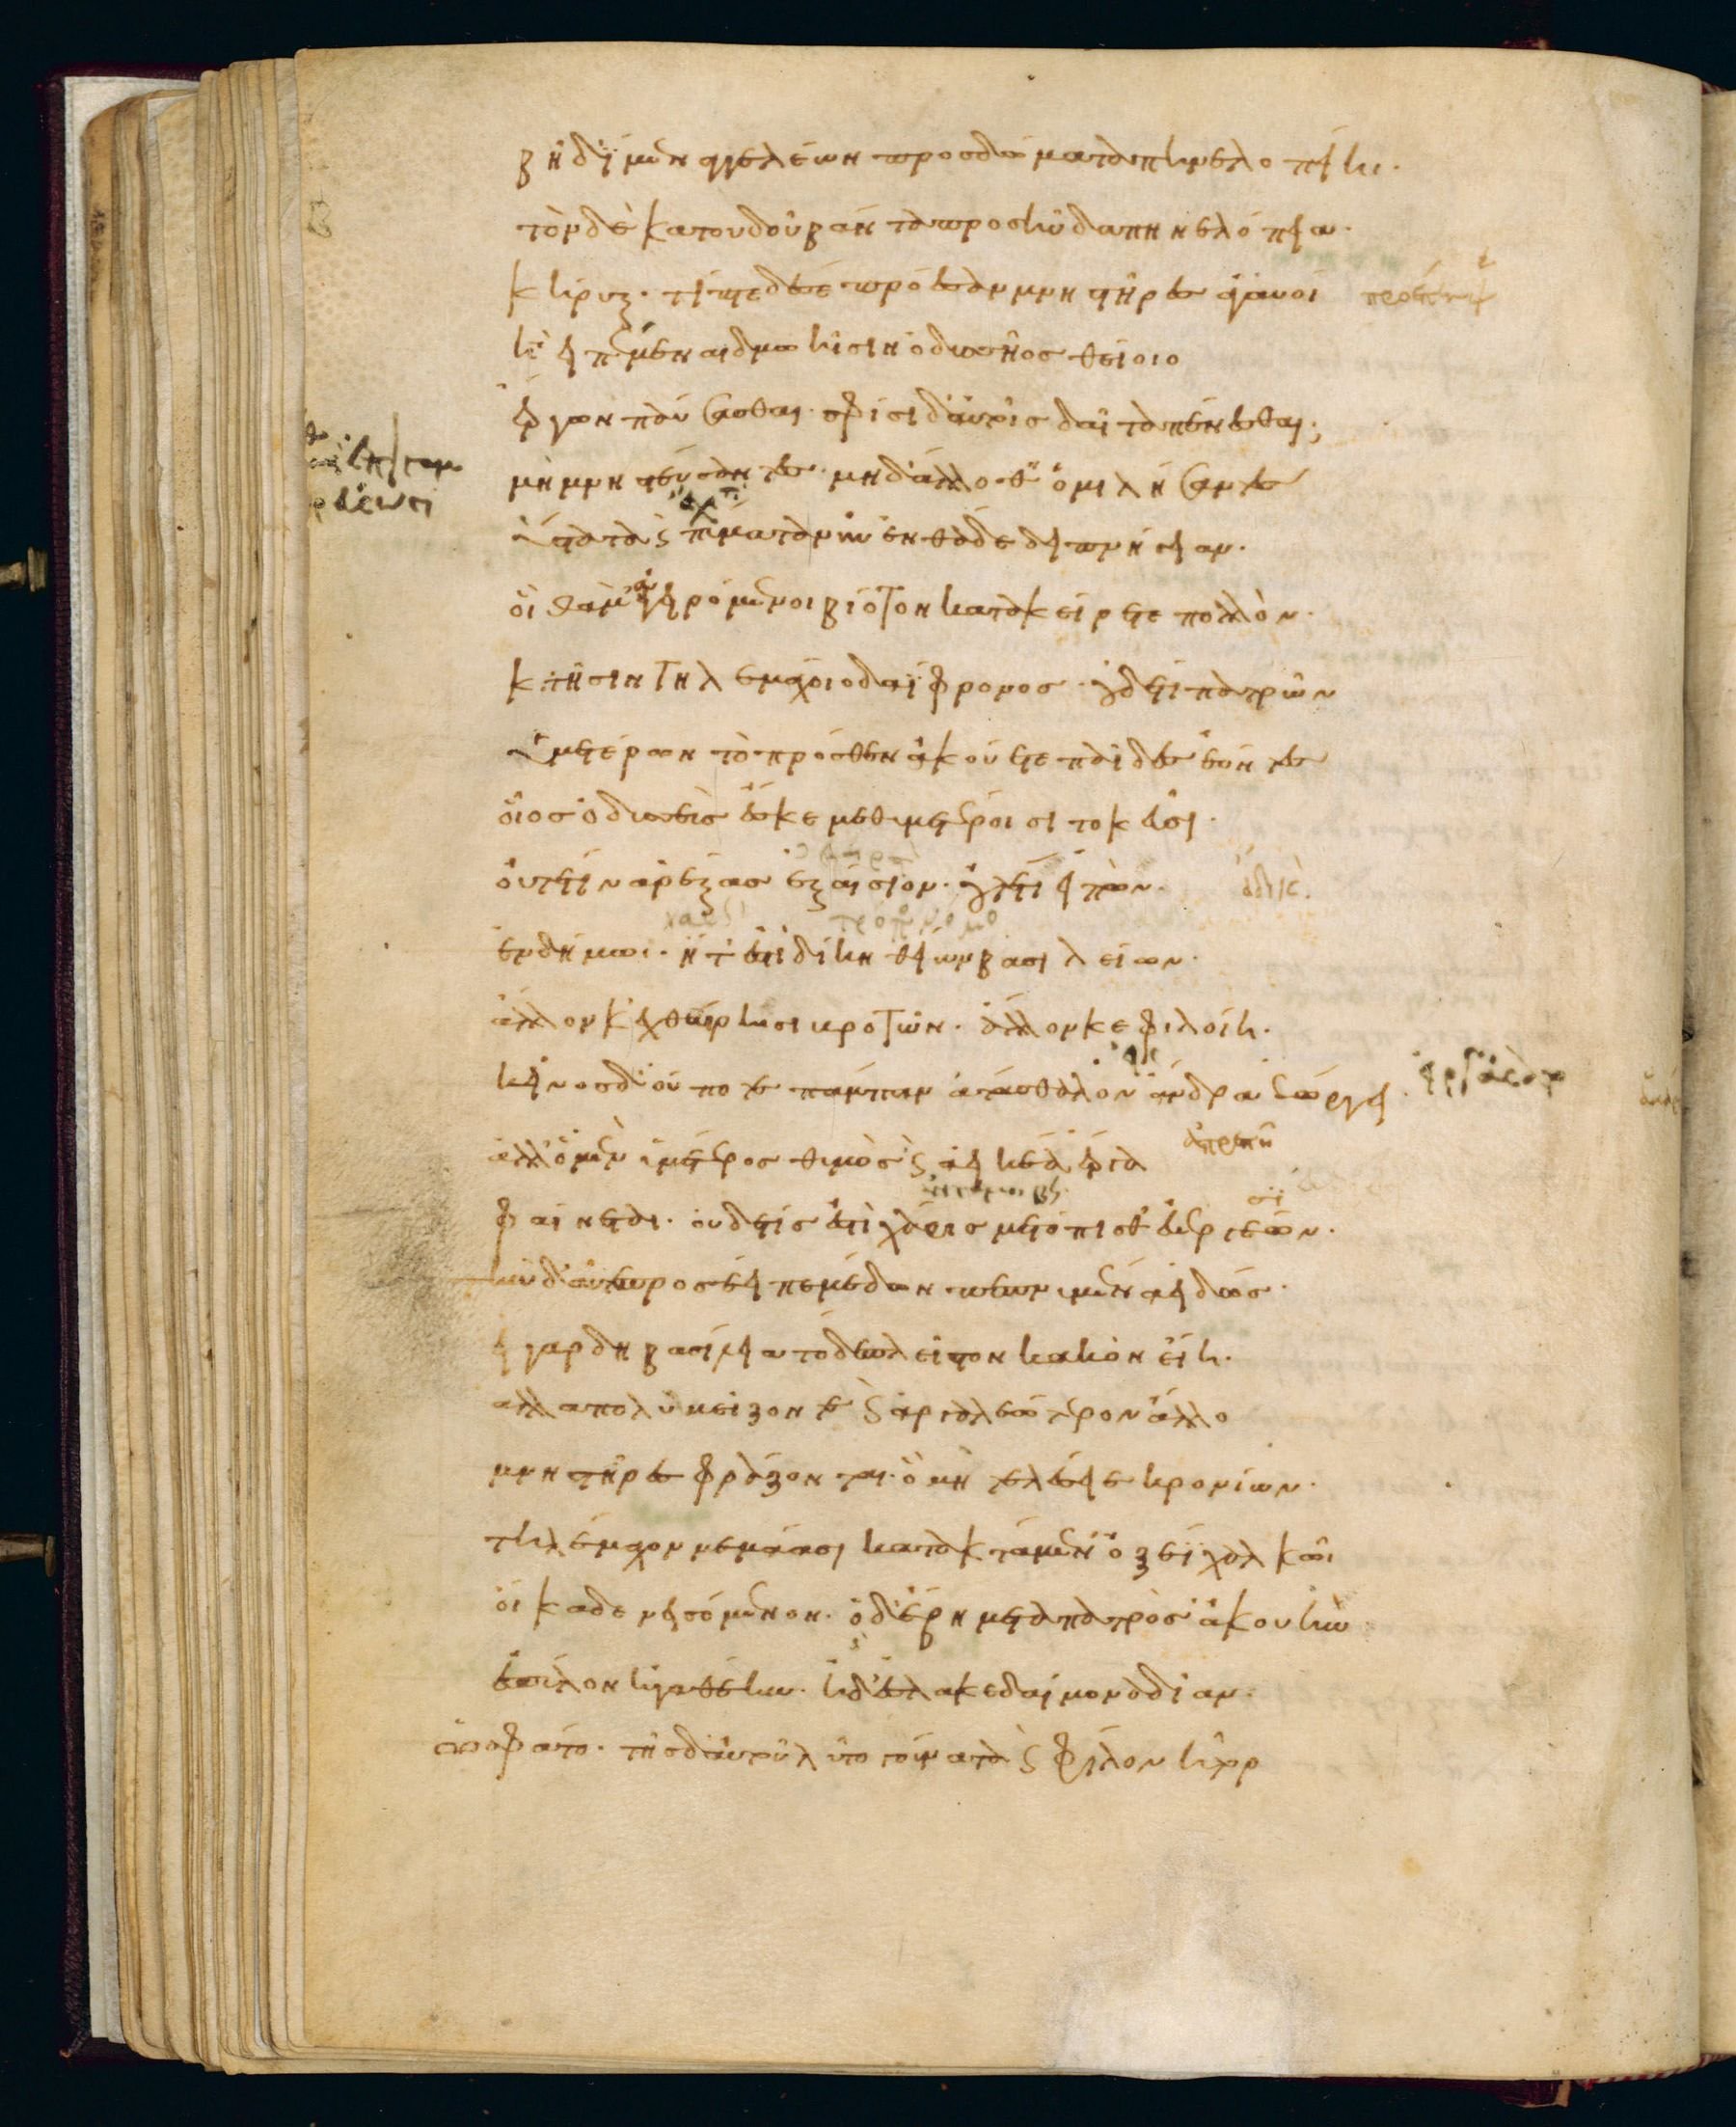 βῆ δ' ἴμεν ἀγγελέων πρὸς δώματα πηνελοπείη.
τὸν δὲ κατ' οὐδοῦ βάντα προσηύδα πηνελόπεια.
κῆρυξ. τίπτε δέ σε πρόεσαν μνηστῆρες ἀγαυοί
ἢ εἰπέμεναι δμωῇσιν ὀδυσσῆος θείοιο
ἔργων παύσασθαι. σφίσι δ' αὐτοῖς δαῖτα πένεσθαι;
μὴ μνηστεύσαντες. μηδ' ἄλλοθ' ὁμιλήσαντες
ὕστατα καὶ πύματα νῦν ἐνθάδε δειπνήσειαν.
οἳ θάμ' ἀγειρόμενοι βίοτον κατακείρετε πολλόν.
κτῆσιν τηλεμάχοιο δαΐφρονος. οὐδέ τι πατρῶν
ὑμετέρων τὸ πρόσθεν ἀκούετε παῖδες ἐόντες
οἷος ὀδυσσεὺς ἔσκε μεθ' ὑμετέροισι τοκεῦσι.
οὔτε τινὰ ῥέξας ἐξαίσιον. οὔτέ τι εἰπὼν.
ἐν δήμωι. ἥ τ' ἐστὶ δίκη θείων βασιλείων.
ἄλλον κ' ἐχθαίρῃσι βροτῶν. ἄλλον κε φιλοίη.
κεῖνος δ' οὔποτε πάμπαν ἀτάσθαλον ἄνδρα ἐώργει.
ἀλλ' ὁ μὲν ὑμέτερος θυμὸς καὶ ἀεικέα ἔργα
φαίνεται. οὐδέ τίς ἐστι χάρις μετόπισθ' εὐεργέων.
τὴν δ' αὖτε προσέειπε μέδων πεπνυμένα εἰδώς.
εἰ γὰρ δὴ βασίλεια τόδε πλεῖστον κακὸν εἴη.
ἀλλὰ πολὺ μεῖζόν τε καὶ ἀργαλεώτερον ἄλλο
μνηστῆρες φράζονται. ὃ μὴ τελέσειε κρονίων.
τηλέμαχον μεμάασι κατακτάμεν ὀξέϊ χαλκῶι
οἴκαδε νεισόμενον. ὁ δ' ἔβη μετὰ πατρὸς ἀκουήν
ἐς πύλον ἠγαθέην. ἠδ' ἐς λακεδαίμονα δῖαν.
ὣς φάτο. τῆς δ' αὐτοῦ λύτο γούνατα καὶ φίλον ἦτορ